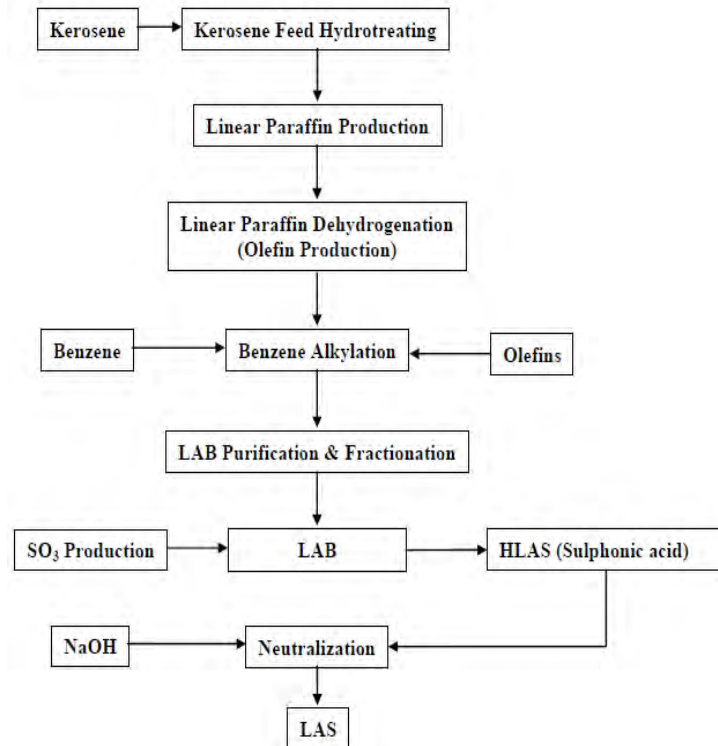 Kerosene
Kerosene Feed Hydrotreating
Linear Paraffin Production
Linear Paraffin Dehydrogenation
(Olefin Production)
Benzene
Benzene Alkylation
Olefins
LAB Purification & Fractionation
SO₃ Production
LAB
HLAS (Sulphonic acid)
NaOH
Neutralization
LAS